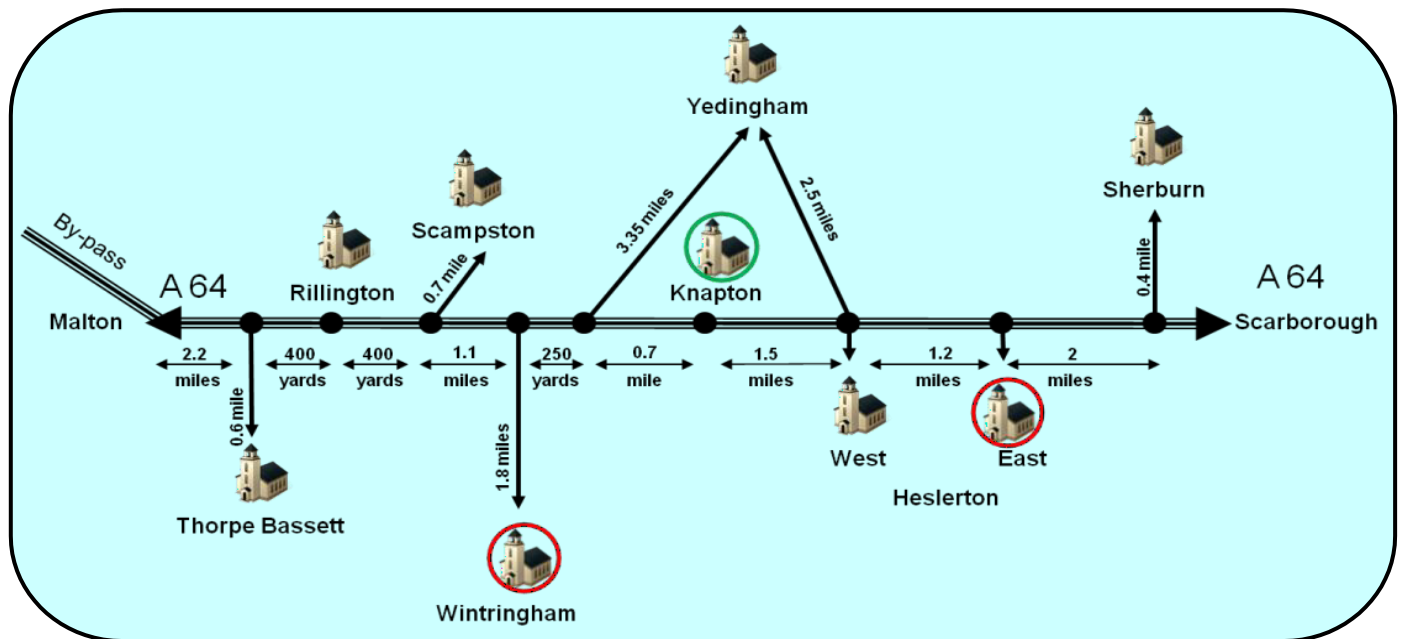 Yedingham
Sherburn
Scampston
3.35 miles
2.5 miles
By-pass
A 64
Rillington
0.7 mile
Knapton
0.4 mile
A 64
Malton
Scarborough
2.2
miles
400
yards
400
yards
1.1
miles
250
yards
0.7
mile
1.5
miles
1.2
miles
2
miles
0.6 mile
1.8 miles
West
East
Heslerton
Thorpe Bassett
Wintringham